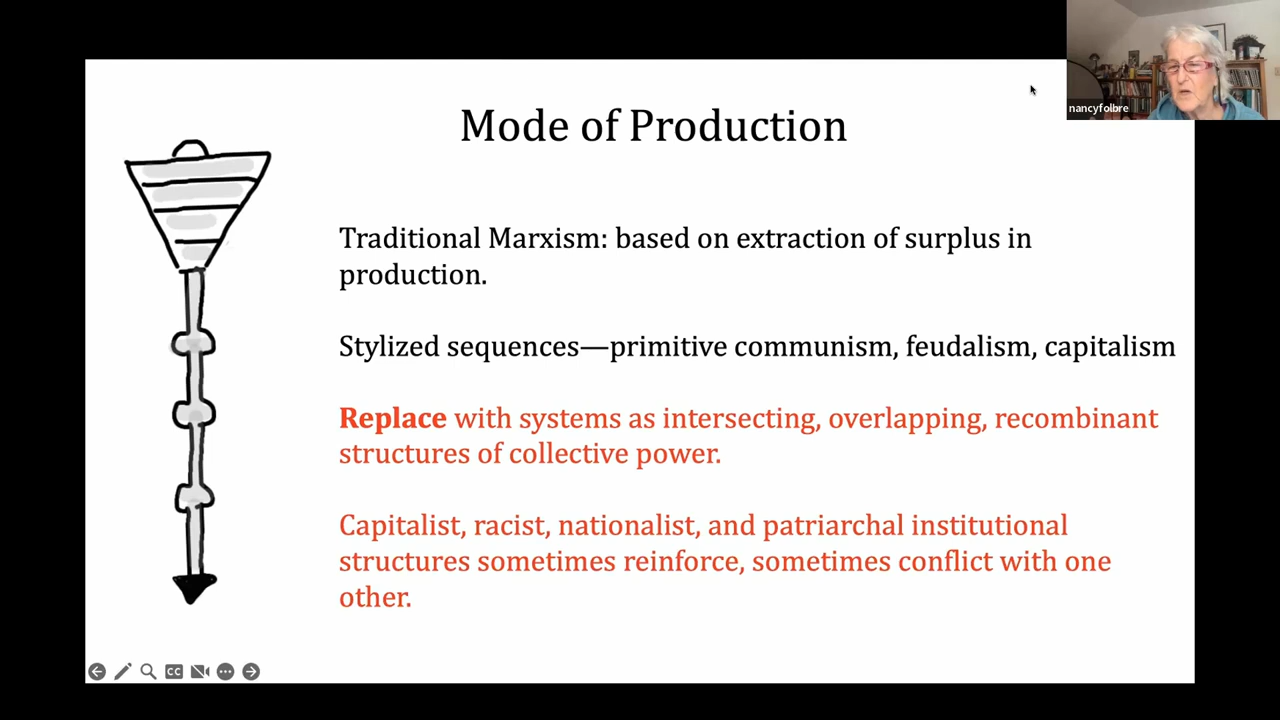 nancyfolbre
Mode of Production
Traditional Marxism: based on extraction of surplus in
production.
Stylized sequences—primitive communism, feudalism, capitalism
Replace with systems as intersecting, overlapping, recombinant
structures of collective power.
Capitalist, racist, nationalist, and patriarchal institutional
structures sometimes reinforce, sometimes conflict with one
other.
CC